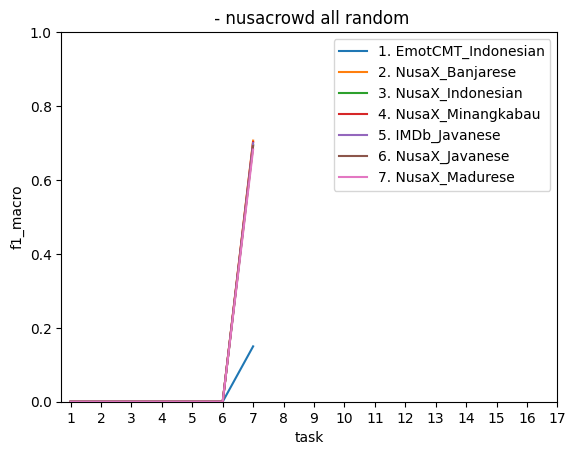 - nusacrowd all random
1. EmotCMT_Indonesian
2. NusaX_Banjarese
3. NusaX_Indonesian
4. NusaX_Minangkabau
5. IMDb_Javanese
6. NusaX_Javanese
7. NusaX_Madurese
f1_macro
1.0
0.8
0.6
0.4
0.2
0.0
1 2 3 4 5 6 7 8 9 10 11 12 13 14 15 16 17
task